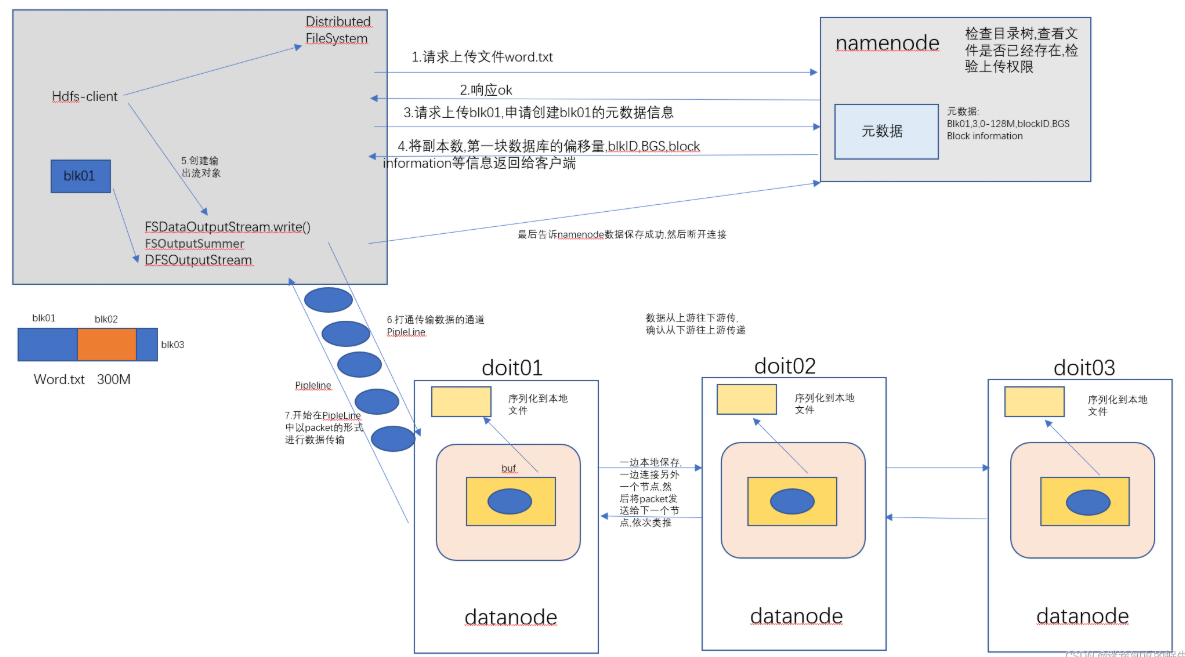 Distributed
FileSystem
Hdfs-client
5.创建输
出流对象
blk01
FSDataOutputStream.write()
FSOutputSummer
DFSOutputStream
1.请求上传文件word.txt
2.响应ok
3.请求上传blk01,申请创建blk01的元数据信息
4.将副本数,第一块数据库的偏移量,blkID,BGS,block
information等信息返回给客户端
namenode
检查目录树,查看文
件是否已经存在,检
验上传权限
元数据
元数据:
Blk01,3,0-128M,blockID,BGS
Block information
最后告诉namenode数据保存成功,然后断开连接
blk01
blk02
blk03
Word.txt 300M
6.打通传输数据的通道
PipleLine
Pipleline
7.开始在PipleLine
中以packet的形式
进行数据传输
数据从上游往下游传,
确认从下游往上游传递
doit01
序列化到本地
文件
buf
datanode
一边本地保存,
一边连接另外
一个节点,然
后将packet发
送给下一个节
点,依次类推
doit02
序列化到本地
文件
datanode
doit03
序列化到本地
文件
datanode